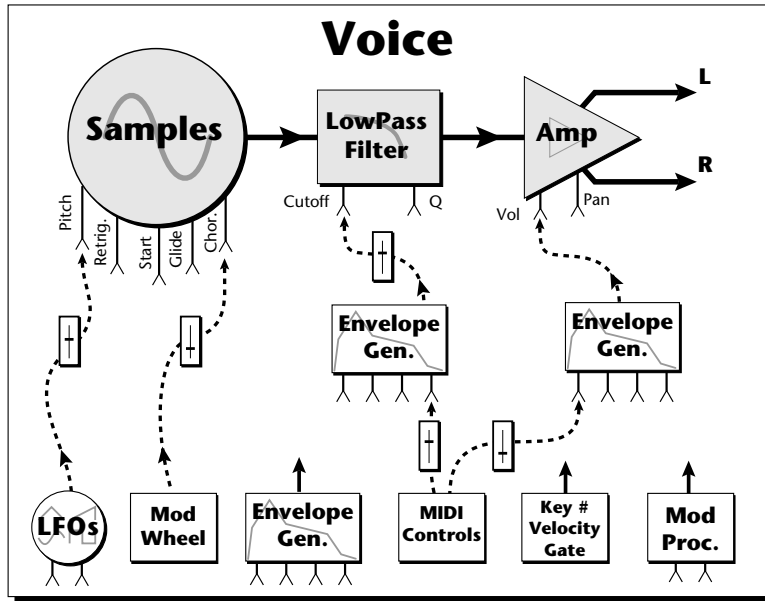 Voice
Samples
LowPass
Filter
Amp
L
R
Pitch
Retrig.
Start
Glide
Chor.
Cutoff
Q
Vol
Pan
Envelope
Gen.
Envelope
Gen.
LFOs
Mod
Wheel
Envelope
Gen.
MIDI
Controls
Key #
Velocity
Gate
Mod
Proc.